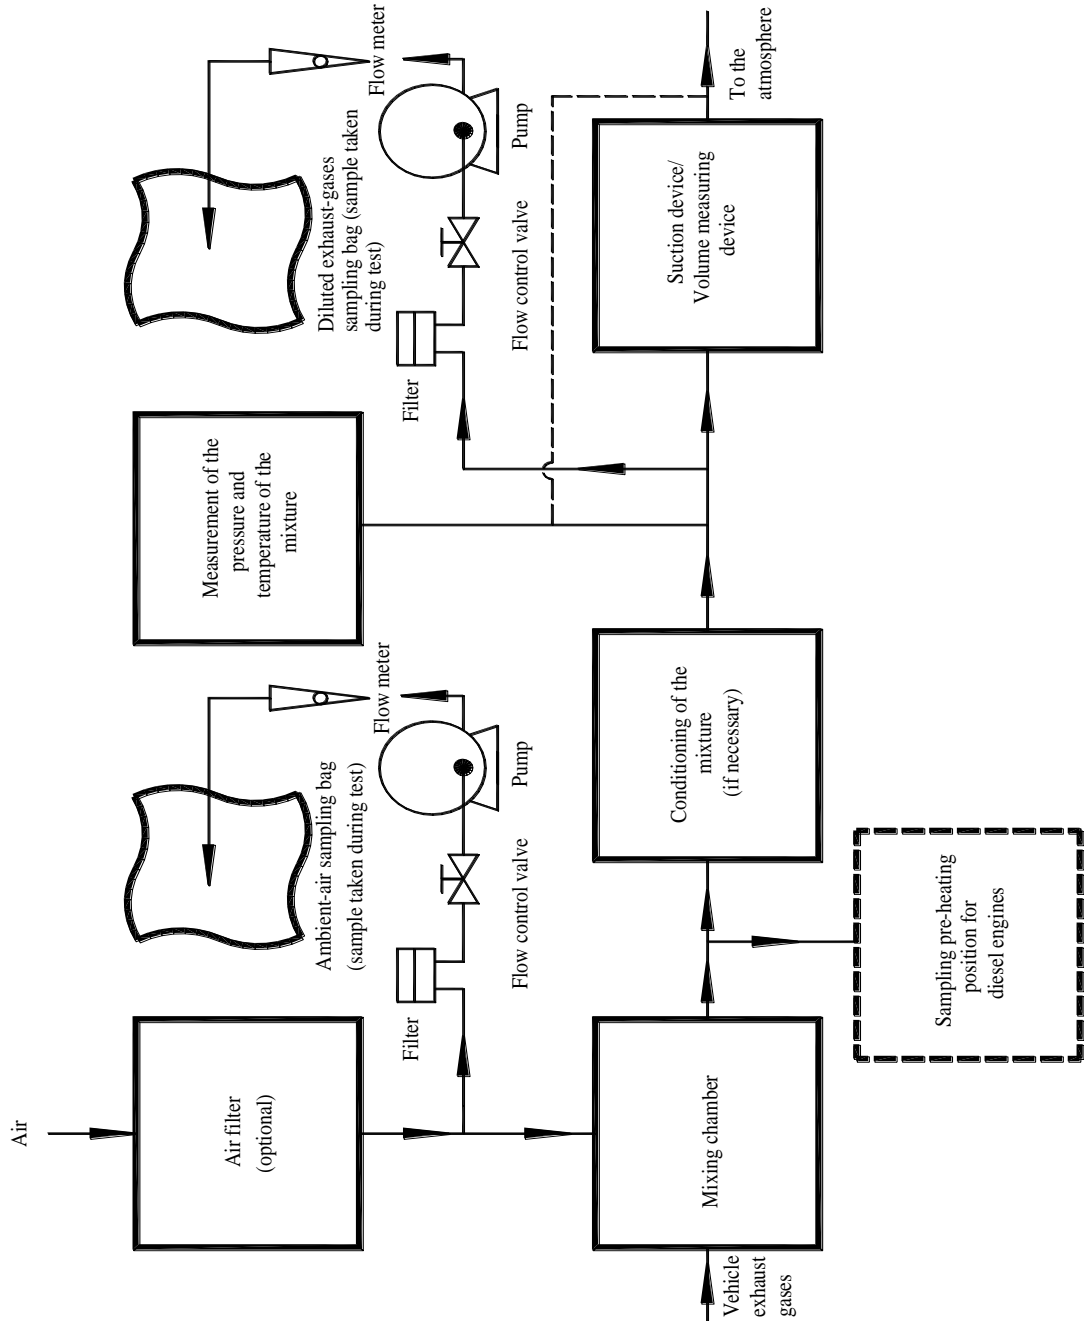 Air
Air filter
(optional)
Vehicle
exhaust
gases
Mixing chamber
Filter
Flow control valve
Pump
Flow meter
Ambient-air sampling bag
(sample taken during test)
Sampling pre-heating
position for
diesel engines
Conditioning of the
mixture
(if necessary)
Measurement of the
pressure and
temperature of the
mixture
Filter
Flow control valve
Pump
Flow meter
Diluted exhaust-gases
sampling bag (sample taken
during test)
Suction device/
Volume measuring
device
To the
atmosphere